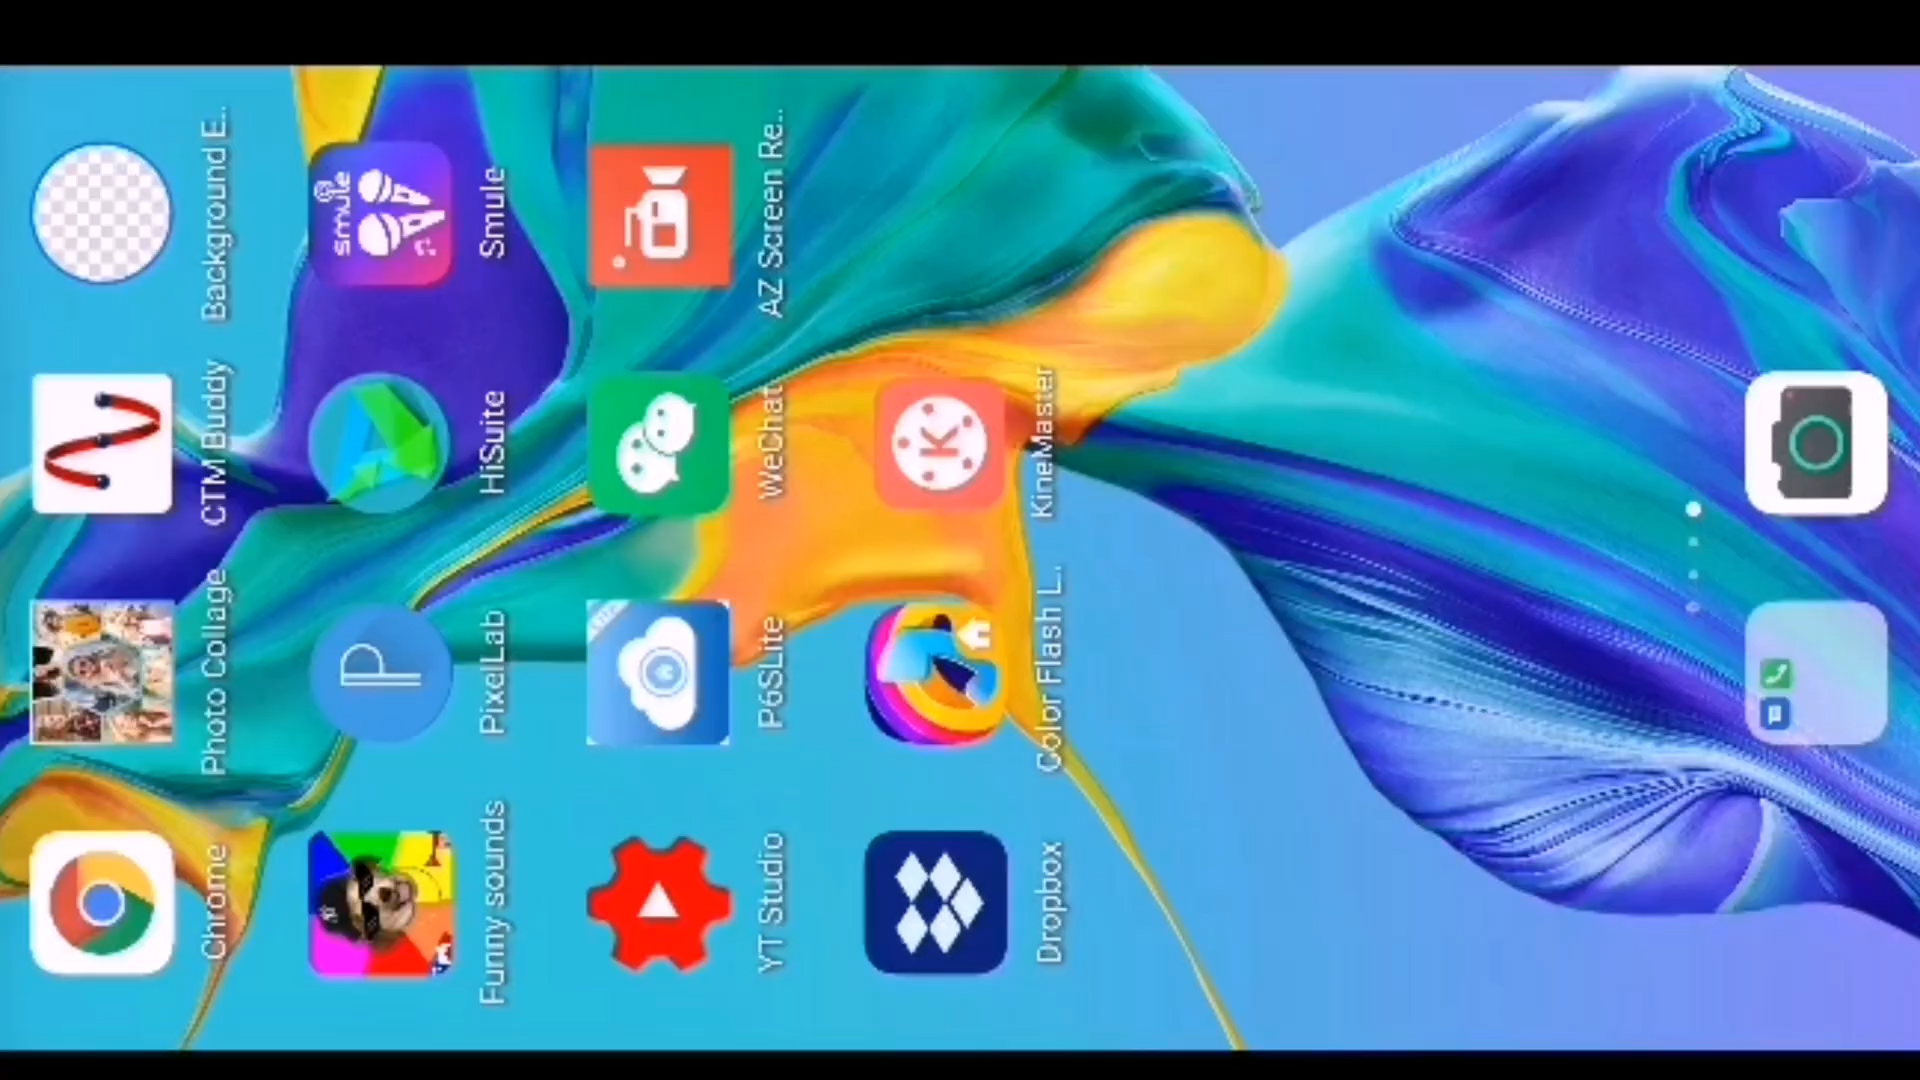 Chrome
Photo Collage
CTM Buddy
Background E..
smule
Funny sounds
PixelLab
HiSuite
Smule
YT Studio
P6SLite
WeChat
AZ Screen Re..
K
Dropbox
Color Flash L..
KineMaster